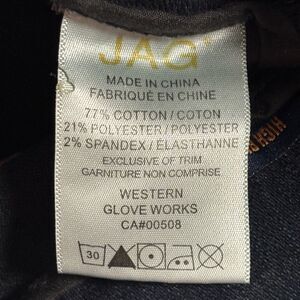 JAG
MADE IN CHINA
FABRIQUÉ EN CHINE
77% COTTON / COTON
21% POLYESTER / POLYESTER
2% SPANDEX / ÉLASTHANNE
EXCLUSIVE OF TRIM
GARNITURE NON COMPRISE
WESTERN
GLOVE WORKS
CA#00508
30
HIGH